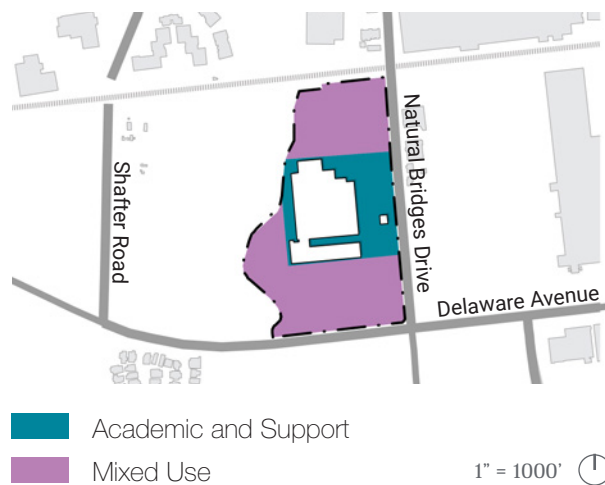 Shafter Road
Natural Bridges Drive
Delaware Avenue
Academic and Support
Mixed Use
1" = 1000'